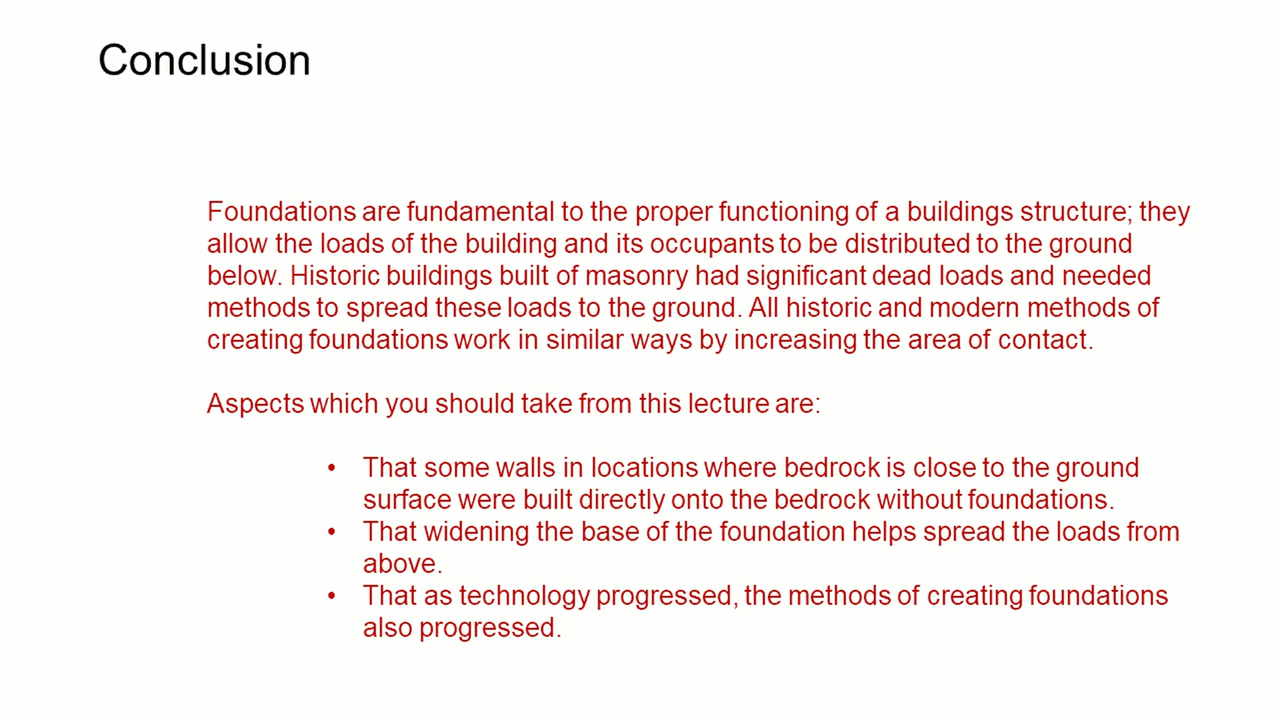 Conclusion
Foundations are fundamental to the proper functioning of a buildings structure; they
allow the loads of the building and its occupants to be distributed to the ground
below. Historic buildings built of masonry had significant dead loads and needed
methods to spread these loads to the ground. All historic and modern methods of
creating foundations work in similar ways by increasing the area of contact.
Aspects which you should take from this lecture are:
• That some walls in locations where bedrock is close to the ground
surface were built directly onto the bedrock without foundations.
• That widening the base of the foundation helps spread the loads from
above.
• That as technology progressed, the methods of creating foundations
also progressed.